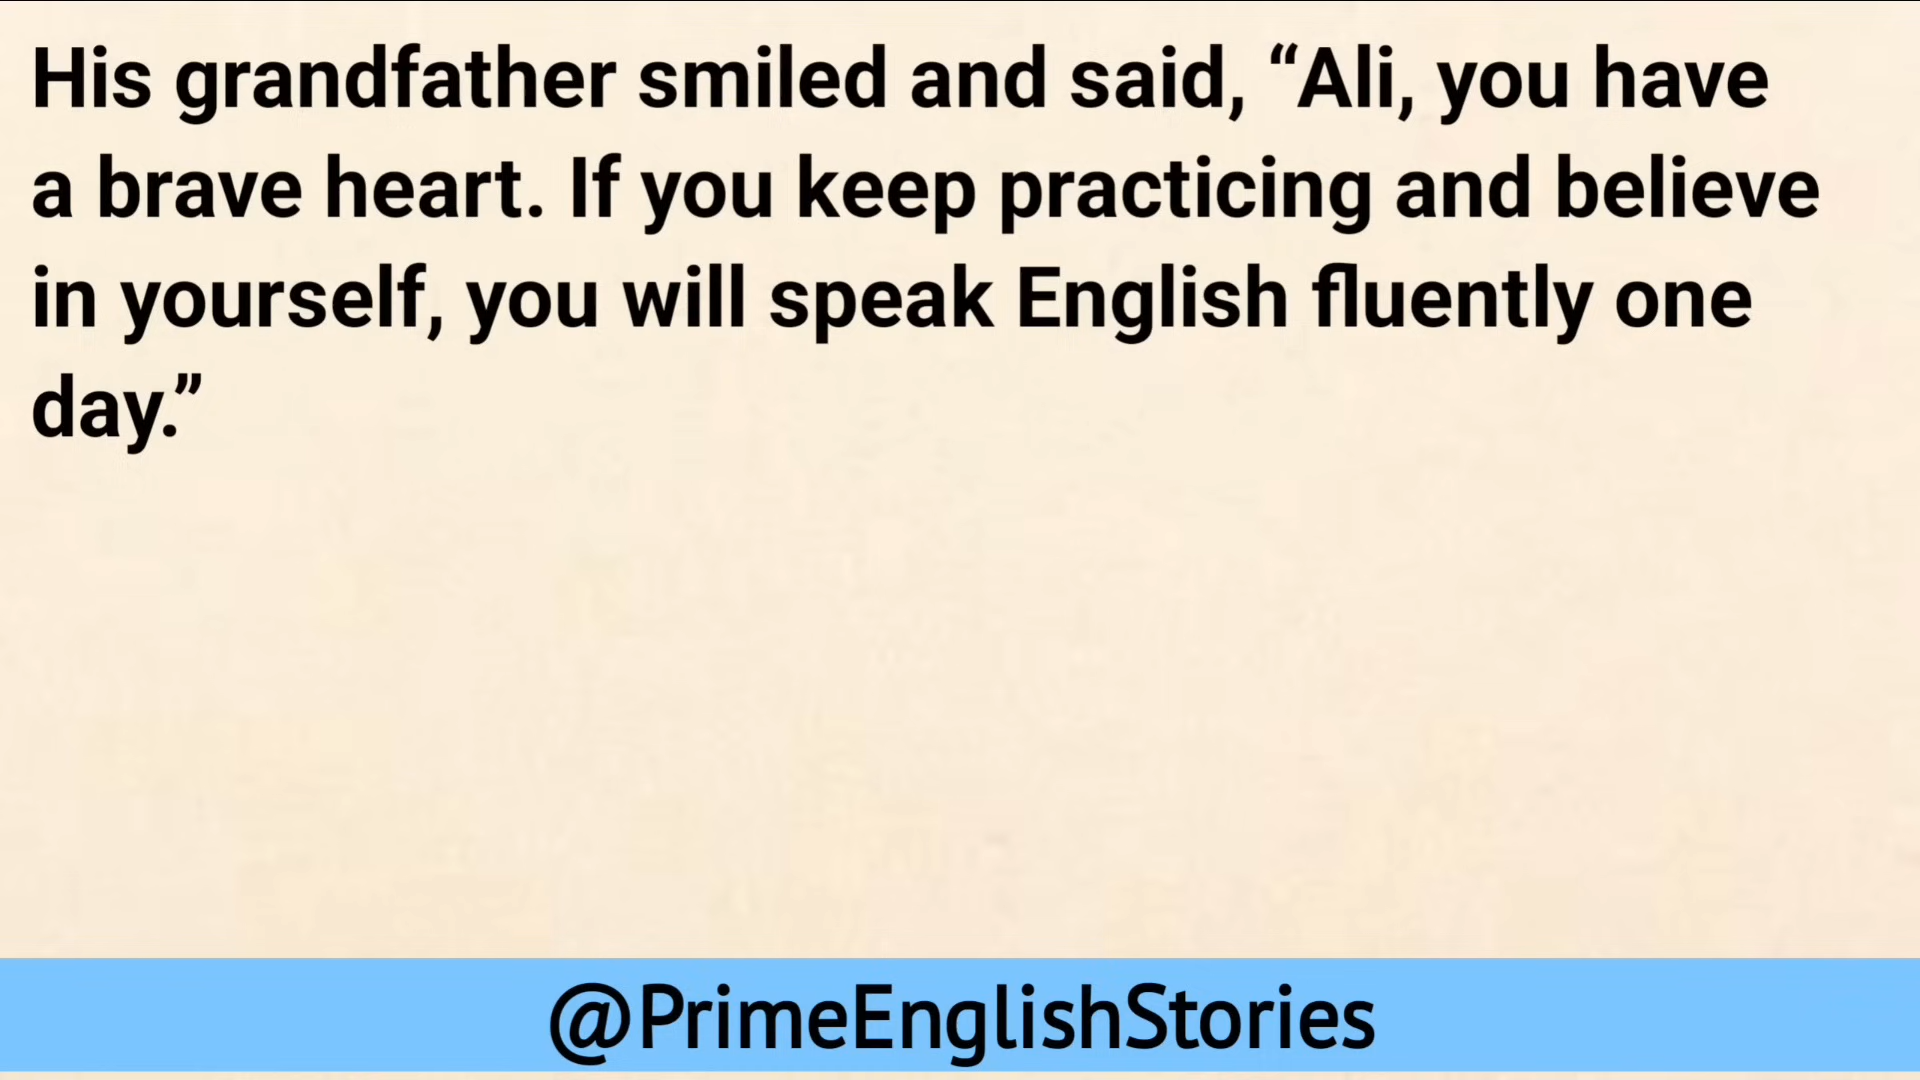 His grandfather smiled and said, “Ali, you have
a brave heart. If you keep practicing and believe
in yourself, you will speak English fluently one
day.”
@PrimeEnglishStories